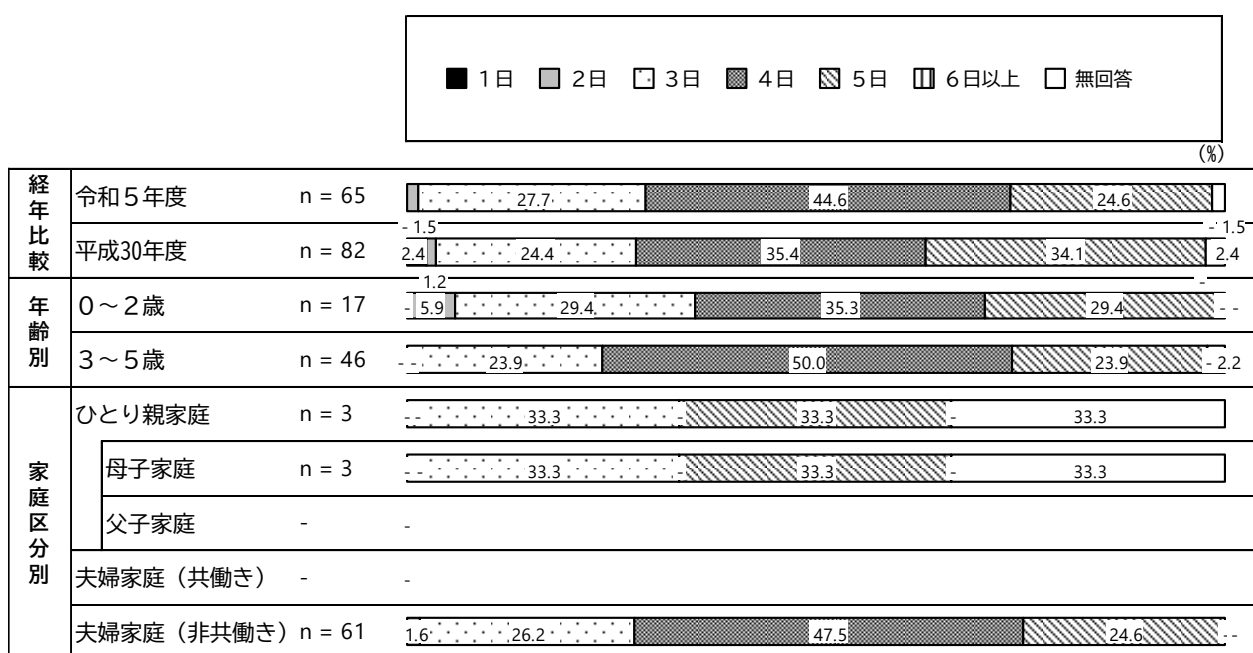 1日 2日 3日 4日 5日 6日以上 無回答
(%)
経年比較
令和5年度 n = 65 27.7 44.6 24.6
- 1.5 - 1.5
平成30年度 n = 82 2.4 24.4 35.4 34.1 2.4
1.2 -
年齢別
0～2歳 n = 17 - 5.9 29.4 35.3 29.4 - -
3～5歳 n = 46 - - 23.9 50.0 23.9 - 2.2
家庭区分別
ひとり親家庭 n = 3 - - 33.3 - 33.3 - 33.3
母子家庭 n = 3 - - 33.3 - 33.3 - 33.3
父子家庭 - -
夫婦家庭（共働き） - -
夫婦家庭（非共働き） n = 61 1.6 26.2 47.5 24.6 - -